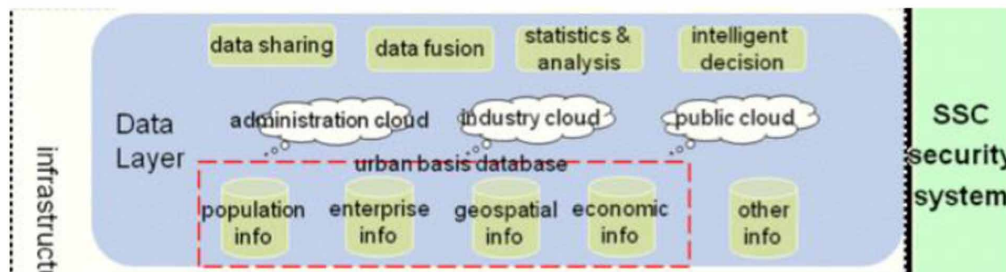 data sharing
data fusion
statistics &
analysis
intelligent
decision
Data
Layer
administration cloud
industry cloud
public cloud
urban basis database
population
info
enterprise
info
geospatial
info
economic
info
other
info
SSC
security
system